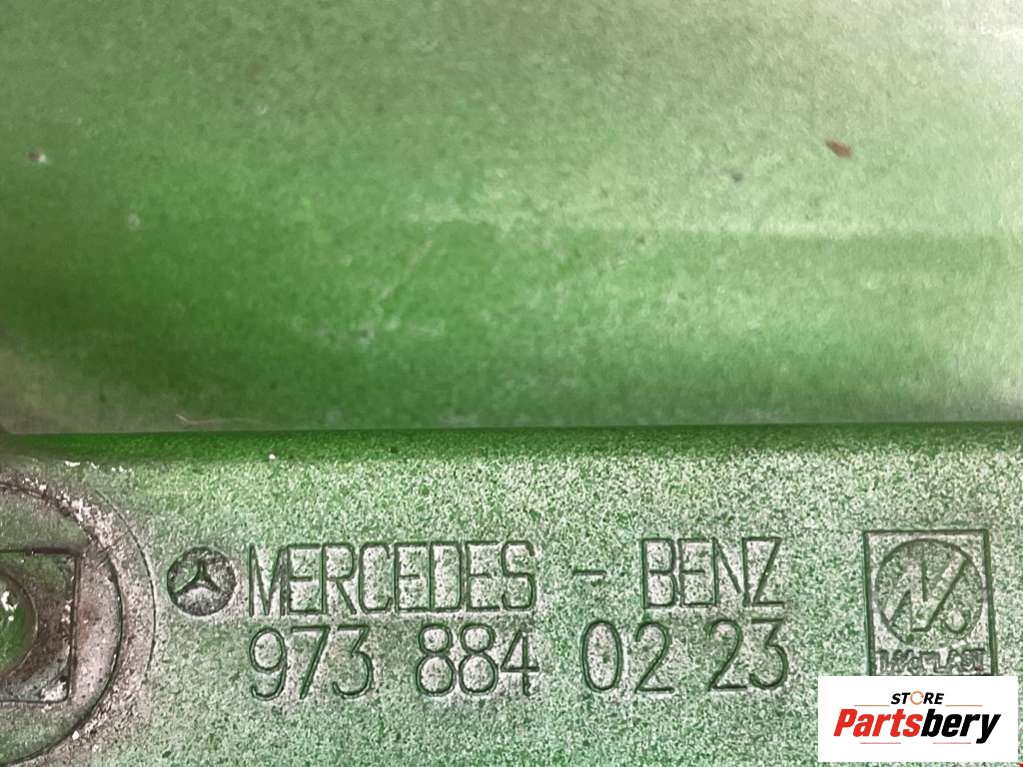 MERCEDES - BENZ
973 884 02 23
STORE
Partsbery